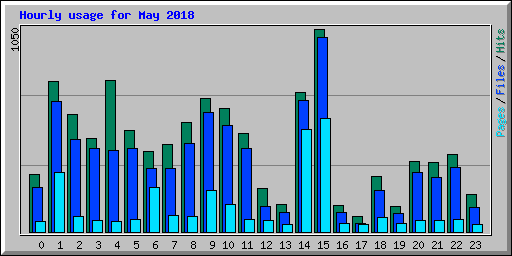 Hourly usage for May 2018
1050
Pages / Files / Hits
0 1 2 3 4 5 6 7 8 9 10 11 12 13 14 15 16 17 18 19 20 21 22 23